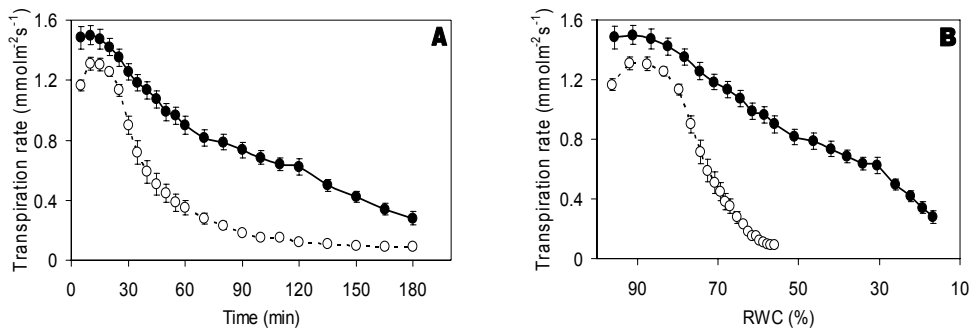 A
Transpiration rate (mmolm⁻²s⁻¹)
1.6
1.2
0.8
0.4
0
0 30 60 90 120 150 180
Time (min)
B
Transpiration rate (mmolm⁻²s⁻¹)
1.6
1.2
0.8
0.4
0
90 70 50 30 10
RWC (%)